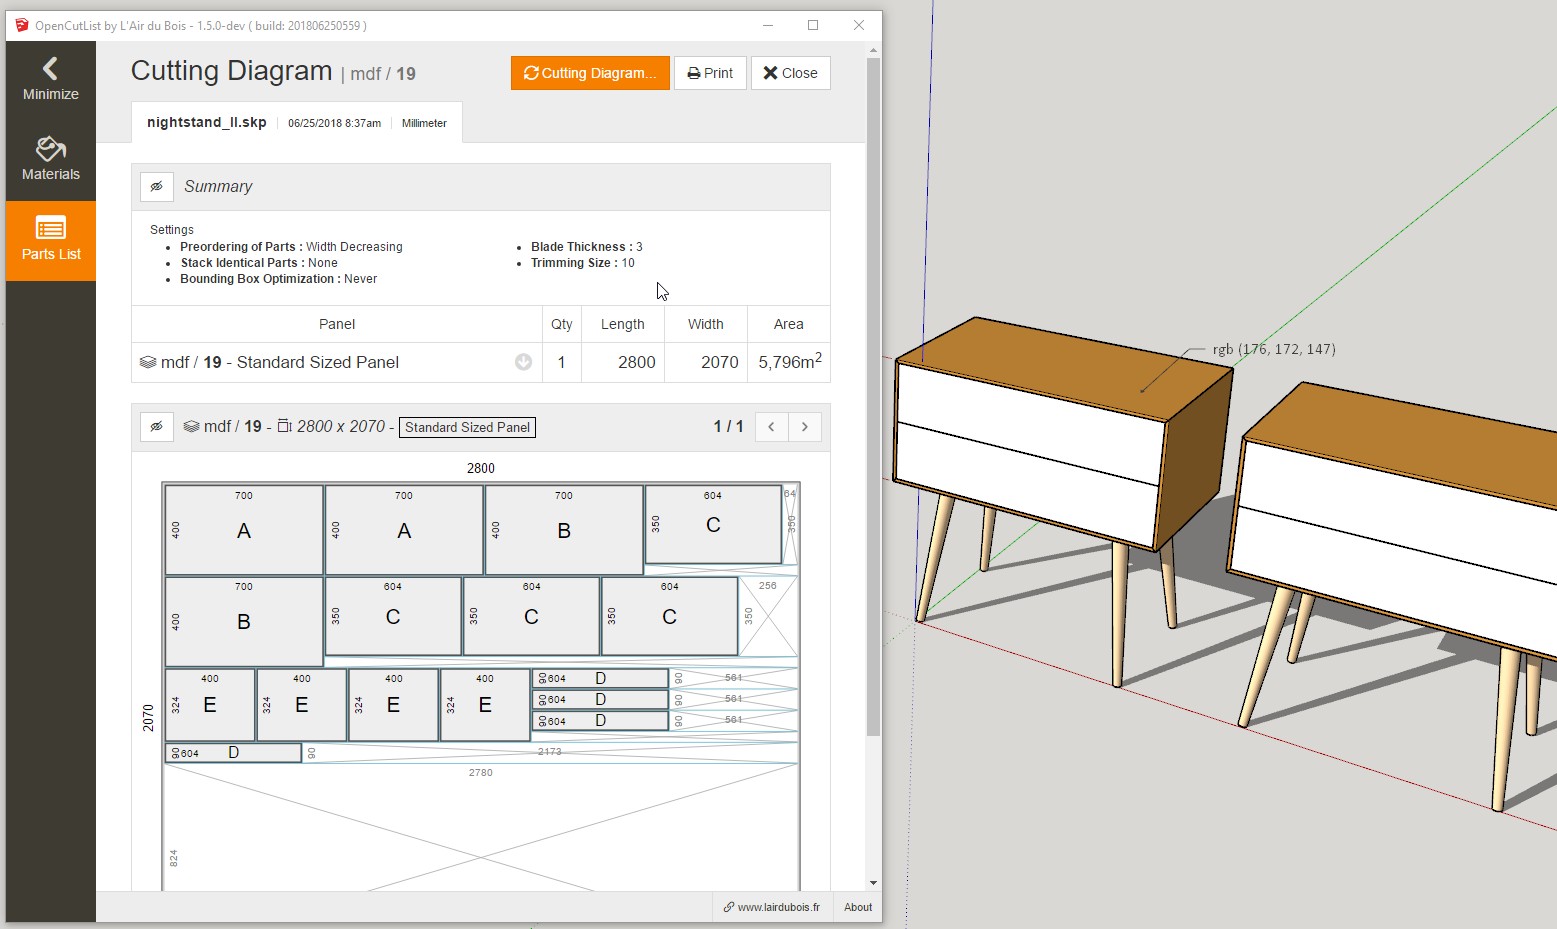 OpenCutList by L'Air du Bois - 1.5.0-dev ( build: 201806250559 )
Minimize
Materials
Parts List
Cutting Diagram | mdf / 19
Cutting Diagram...
Print
Close
nightstand_II.skp
06/25/2018 8:37am
Millimeter
Summary
Settings
Preordering of Parts : Width Decreasing
Stack Identical Parts : None
Bounding Box Optimization : Never
Blade Thickness : 3
Trimming Size : 10
Panel Qty Length Width Area
mdf / 19 - Standard Sized Panel 1 2800 2070 5,796m²
mdf / 19 - 2800 x 2070 - Standard Sized Panel
1 / 1
2800
2070
700 700 700 604 64
400 A 400 A 400 B 350 C 350
700 604 604 604 256
400 B 350 C 350 C 350 C 350
400 400 400 400
324 E 324 E 324 E 324 E
90 604 D 90 561
90 604 D 90 561
90 604 D 90 561
90 604 D 90 2173
2780
824
www.lairdubois.fr
About
rgb (176, 172, 147)